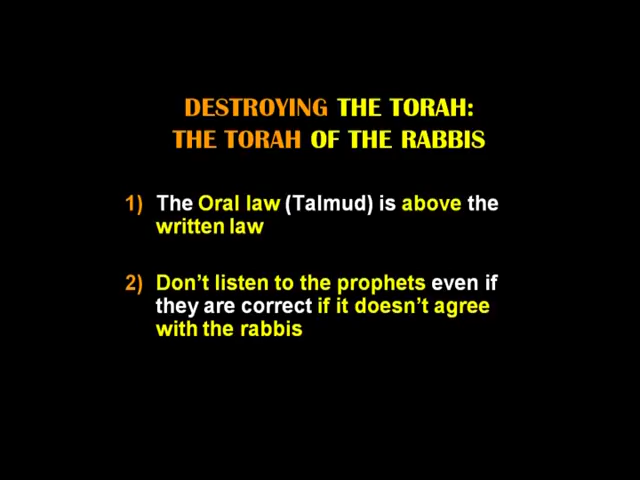 DESTROYING THE TORAH:
THE TORAH OF THE RABBIS
1) The Oral law (Talmud) is above the
written law
2) Don't listen to the prophets even if
they are correct if it doesn't agree
with the rabbis